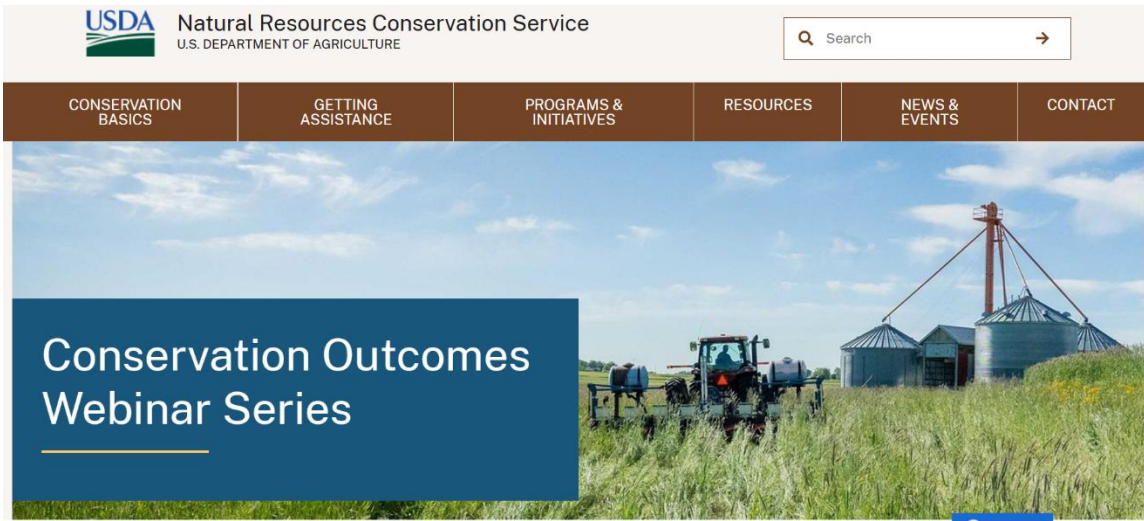 USDA
Natural Resources Conservation Service
U.S. DEPARTMENT OF AGRICULTURE
Search
CONSERVATION
BASICS
GETTING
ASSISTANCE
PROGRAMS &
INITIATIVES
RESOURCES
NEWS &
EVENTS
CONTACT
Conservation Outcomes
Webinar Series